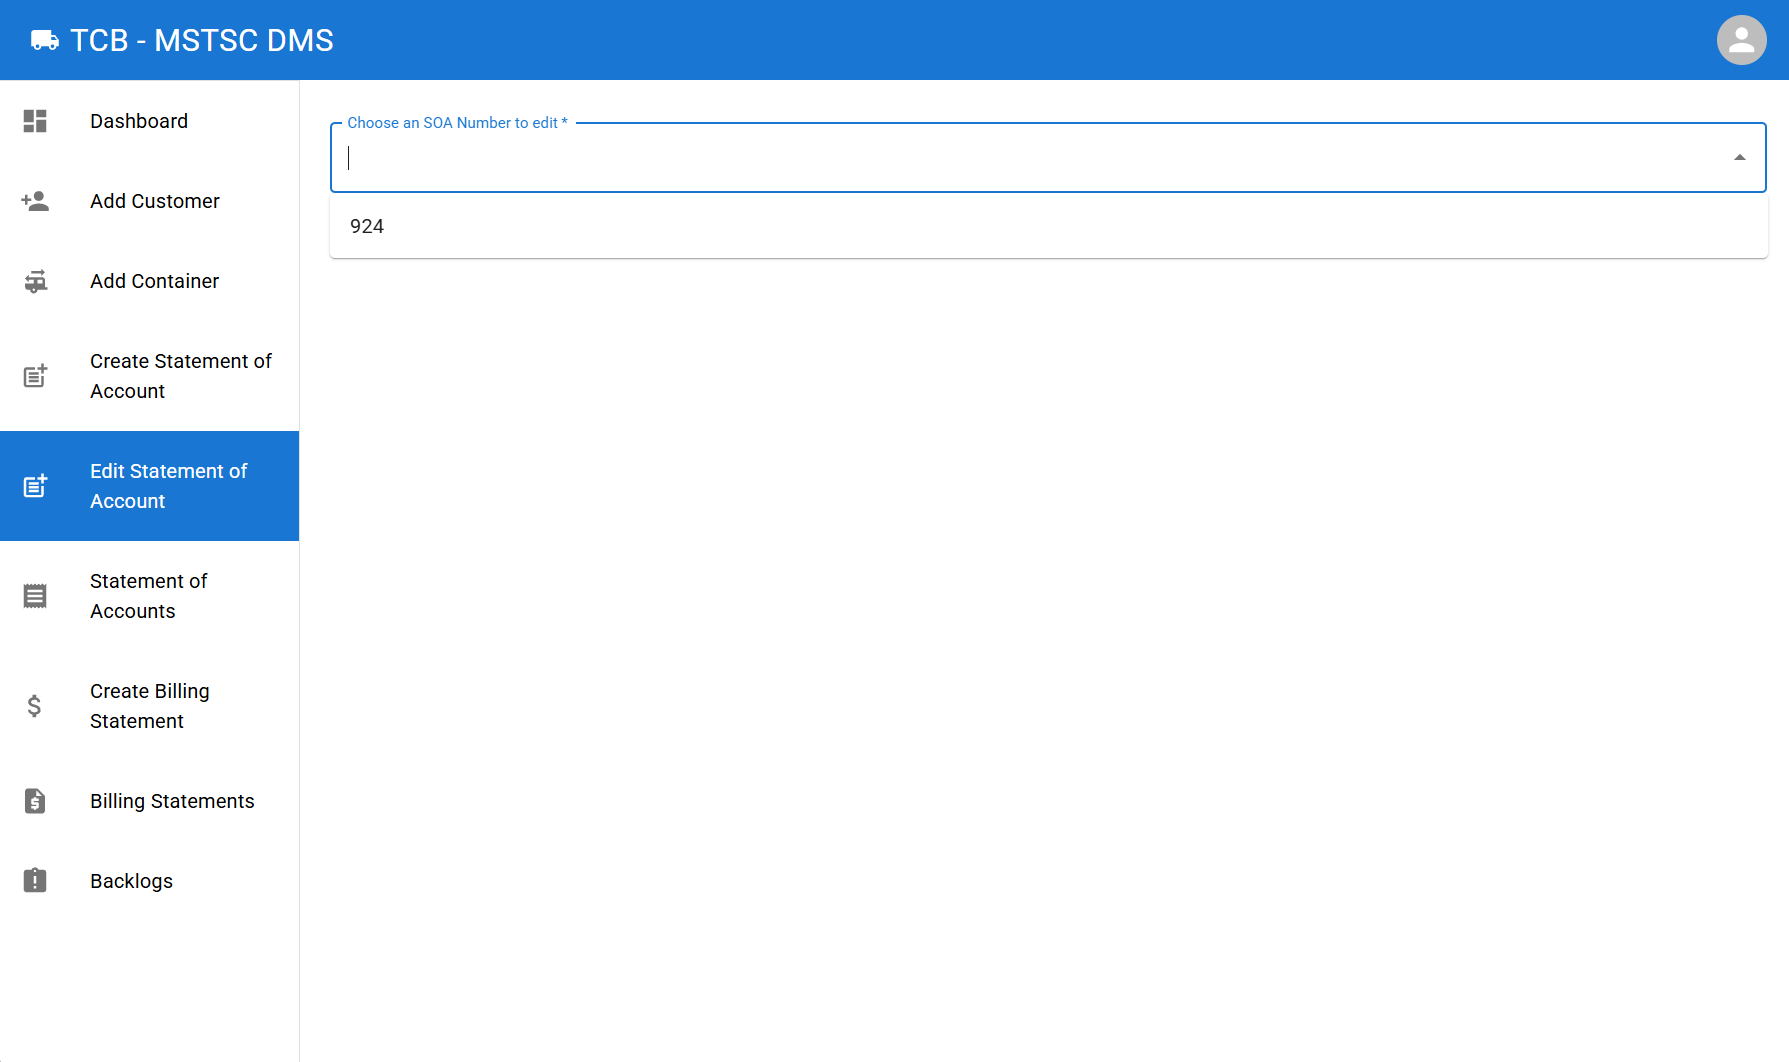 TCB - MSTSC DMS
Dashboard
Add Customer
Add Container
Create Statement of
Account
Edit Statement of
Account
Statement of
Accounts
Create Billing
Statement
Billing Statements
Backlogs
Choose an SOA Number to edit *
924